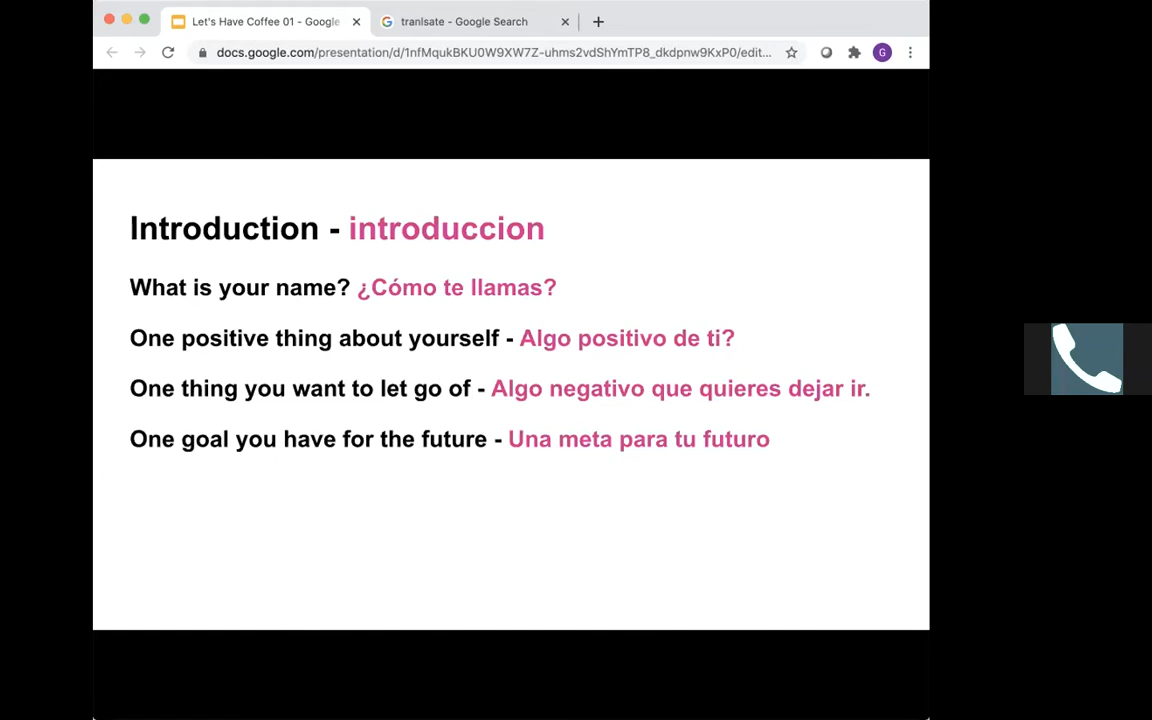 Let's Have Coffee 01 - Google
tranlsate - Google Search
docs.google.com/presentation/d/1nfMqukBKU0W9XW7Z-uhms2vdShYmTP8_dkdpnw9KxP0/edit...
G
Introduction - introduccion
What is your name? ¿Cómo te llamas?
One positive thing about yourself - Algo positivo de ti?
One thing you want to let go of - Algo negativo que quieres dejar ir.
One goal you have for the future - Una meta para tu futuro